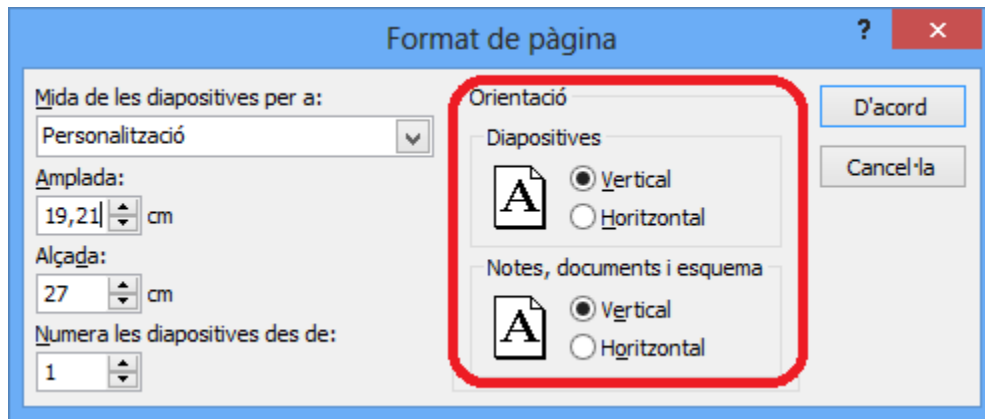 Format de pàgina
?
Mida de les diapositives per a:
Personalització
Amplada:
19,21 cm
Alçada:
27 cm
Numera les diapositives des de:
1
Orientació
Diapositives
A
Vertical
Horitzontal
Notes, documents i esquema
A
Vertical
Horitzontal
D'acord
Cancel·la